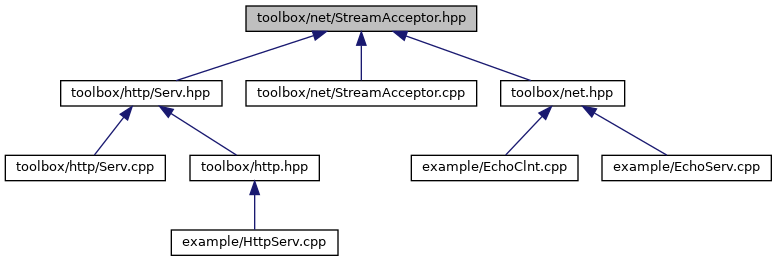 toolbox/net/StreamAcceptor.hpp
toolbox/http/Serv.hpp
toolbox/net/StreamAcceptor.cpp
toolbox/net.hpp
toolbox/http/Serv.cpp
toolbox/http.hpp
example/EchoClnt.cpp
example/EchoServ.cpp
example/HttpServ.cpp